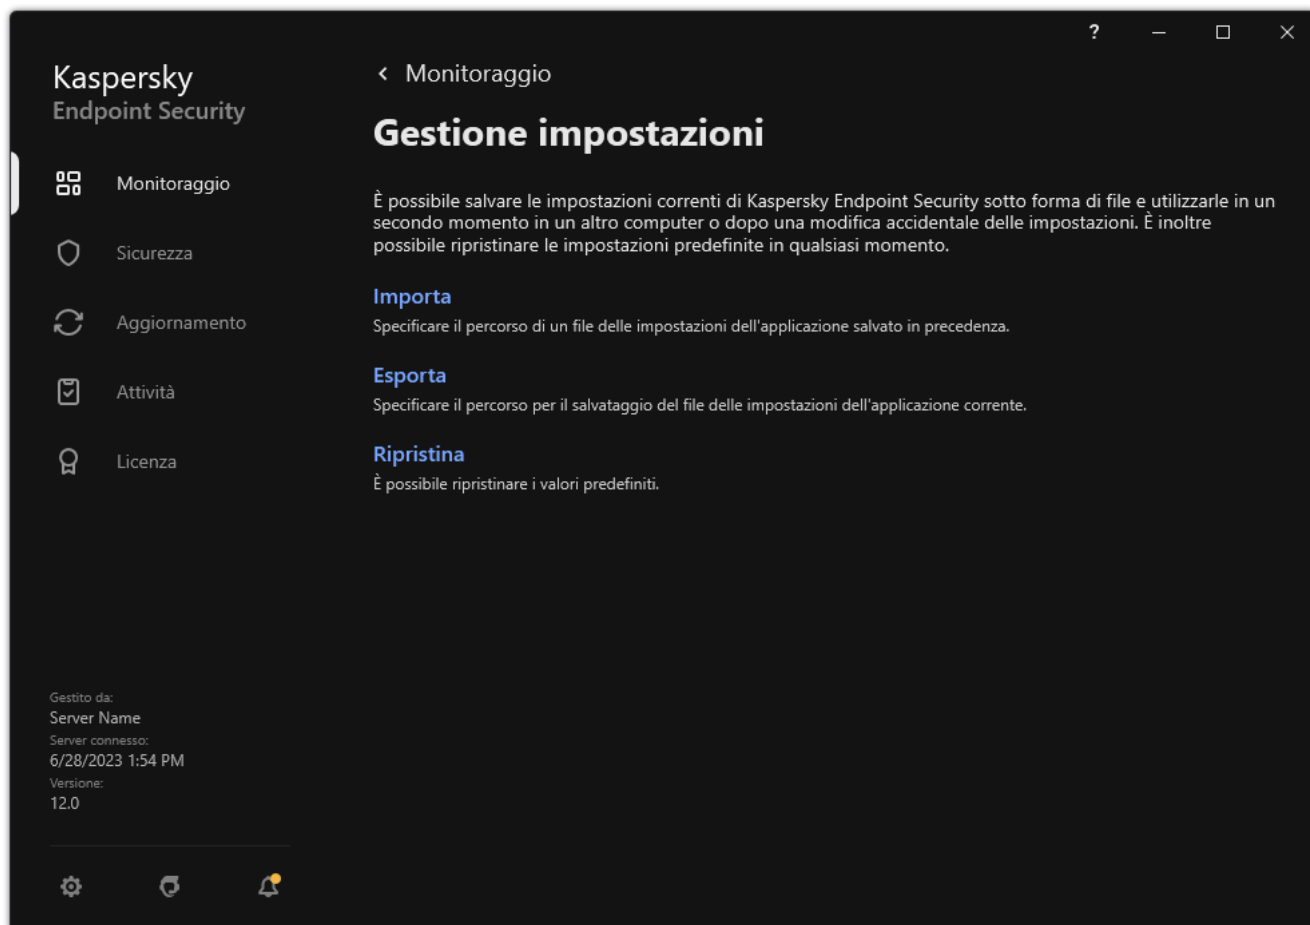 ?
Kaspersky
Endpoint Security
Monitoraggio
Sicurezza
Aggiornamento
Attività
Licenza
Gestito da:
Server Name
Server connesso:
6/28/2023 1:54 PM
Versione:
12.0
Monitoraggio
Gestione impostazioni
È possibile salvare le impostazioni correnti di Kaspersky Endpoint Security sotto forma di file e utilizzarle in un
secondo momento in un altro computer o dopo una modifica accidentale delle impostazioni. È inoltre
possibile ripristinare le impostazioni predefinite in qualsiasi momento.
Importa
Specificare il percorso di un file delle impostazioni dell'applicazione salvato in precedenza.
Esporta
Specificare il percorso per il salvataggio del file delle impostazioni dell'applicazione corrente.
Ripristina
È possibile ripristinare i valori predefiniti.